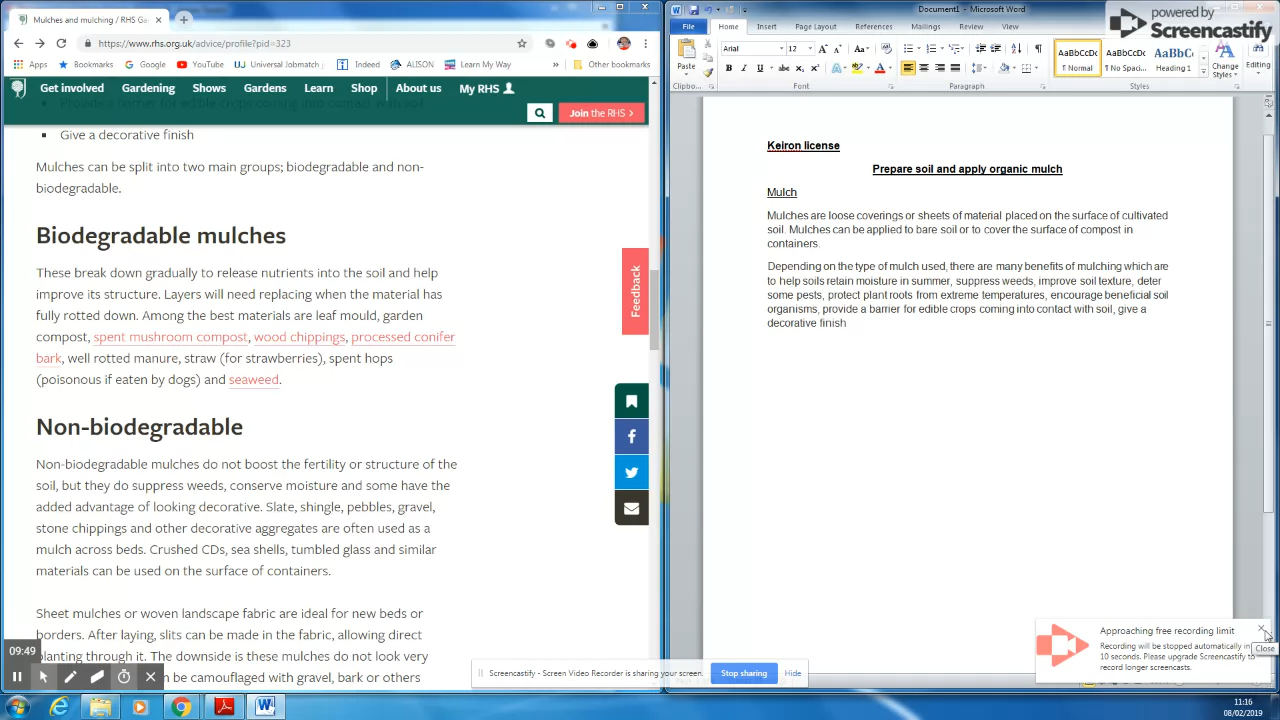 Mulches and mulching / RHS Ga
Document1 - Microsoft Word
powered by
Screencastify
https://www.rhs.org.uk/advice/profile?pid=323
File Home Insert Page Layout References Mailings Review View
Apps Bookmarks Google YouTube Universal Jobmatch Indeed ALISON Learn My Way Other bookmarks
Arial 12
Paste
AaBbCcDc AaBbCcDc AaBbC
¶ Normal ¶ No Spaci... Heading 1
Change Styles
Editing
Clipbo... Font Paragraph Styles
Get involved Gardening Shows Gardens Learn Shop About us My RHS
Join the RHS >
Provide a barrier for edible crops coming into contact with soil
Give a decorative finish
Mulches can be split into two main groups; biodegradable and non-
biodegradable.
Biodegradable mulches
These break down gradually to release nutrients into the soil and help
improve its structure. Layers will need replacing when the material has
fully rotted down. Among the best materials are leaf mould, garden
compost, spent mushroom compost, wood chippings, processed conifer
bark, well rotted manure, straw (for strawberries), spent hops
(poisonous if eaten by dogs) and seaweed.
Non-biodegradable
Non-biodegradable mulches do not boost the fertility or structure of the
soil, but they do suppress weeds, conserve moisture and some have the
added advantage of looking decorative. Slate, shingle, pebbles, gravel,
stone chippings and other decorative aggregates are often used as a
mulch across beds. Crushed CDs, sea shells, tumbled glass and similar
materials can be used on the surface of containers.
Sheet mulches or woven landscape fabric are ideal for new beds or
borders. After laying, slits can be made in the fabric, allowing direct
planting through it. The downside is these mulches do not look very
be camouflaged with gravel, bark or others
Feedback
09:49
Keiron license
Prepare soil and apply organic mulch
Mulch
Mulches are loose coverings or sheets of material placed on the surface of cultivated
soil. Mulches can be applied to bare soil or to cover the surface of compost in
containers.
Depending on the type of mulch used, there are many benefits of mulching which are
to help soils retain moisture in summer, suppress weeds, improve soil texture, deter
some pests, protect plant roots from extreme temperatures, encourage beneficial soil
organisms, provide a barrier for edible crops coming into contact with soil, give a
decorative finish
Approaching free recording limit
Recording will be stopped automatically in
10 seconds. Please upgrade Screencastify to
record longer screencasts.
Close
Screencastify - Screen Video Recorder is sharing your screen.
Stop sharing
Hide
11:16
08/02/2019